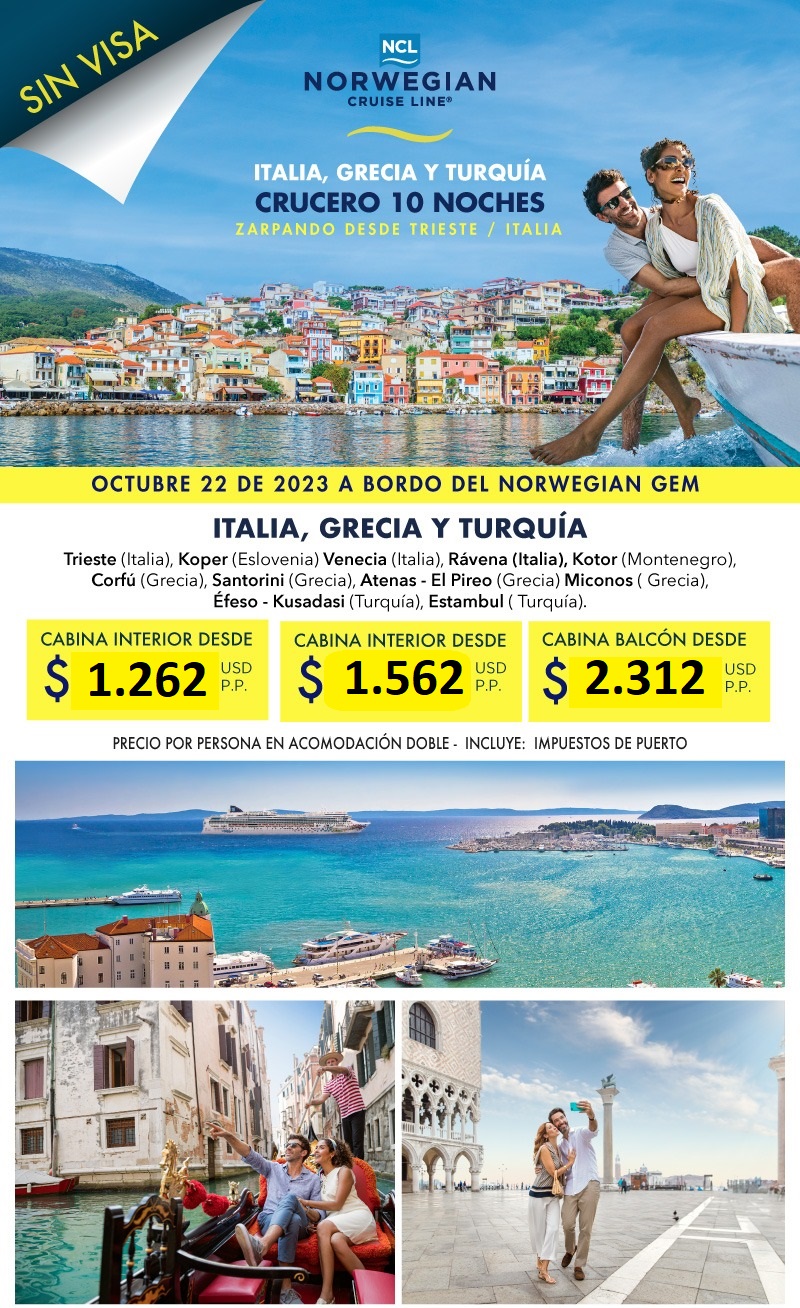 SIN VISA
NCL
NORWEGIAN
CRUISE LINE®
ITALIA, GRECIA Y TURQUÍA
CRUCERO 10 NOCHES
ZARPANDO DESDE TRIESTE / ITALIA
OCTUBRE 22 DE 2023 A BORDO DEL NORWEGIAN GEM
ITALIA, GRECIA Y TURQUÍA
Trieste (Italia), Koper (Eslovenia) Venecia (Italia), Rávena (Italia), Kotor (Montenegro),
Corfú (Grecia), Santorini (Grecia), Atenas - El Pireo (Grecia) Miconos ( Grecia),
Éfeso - Kusadasi (Turquía), Estambul ( Turquía).
CABINA INTERIOR DESDE
$ 1.262 USD P.P.
CABINA INTERIOR DESDE
$ 1.562 USD P.P.
CABINA BALCÓN DESDE
$ 2.312 USD P.P.
PRECIO POR PERSONA EN ACOMODACIÓN DOBLE - INCLUYE: IMPUESTOS DE PUERTO